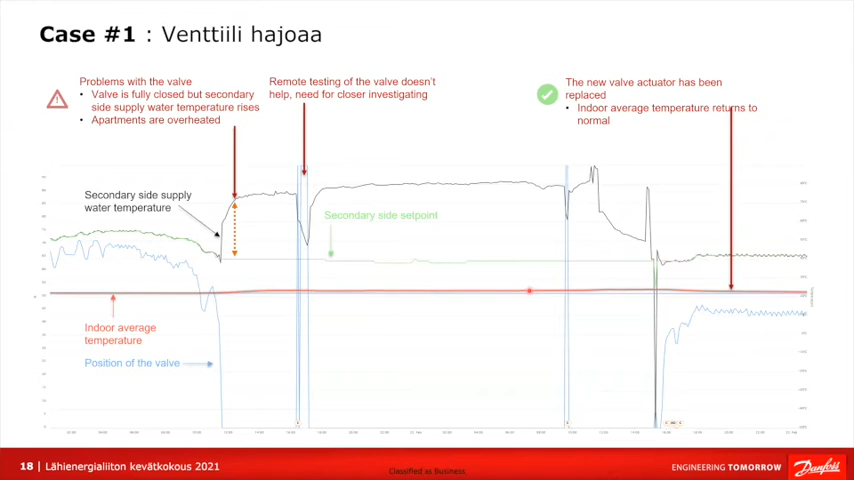 Case #1 : Venttiili hajoaa
Problems with the valve
• Valve is fully closed but secondary
side supply water temperature rises
• Apartments are overheated
Remote testing of the valve doesn't
help, need for closer investigating
The new valve actuator has been
replaced
• Indoor average temperature returns to
normal
Secondary side supply
water temperature
Secondary side setpoint
Indoor average
temperature
Position of the valve
18 | Lähienergialiiton kevätkokous 2021
Classified as Business
ENGINEERING TOMORROW
Danfoss